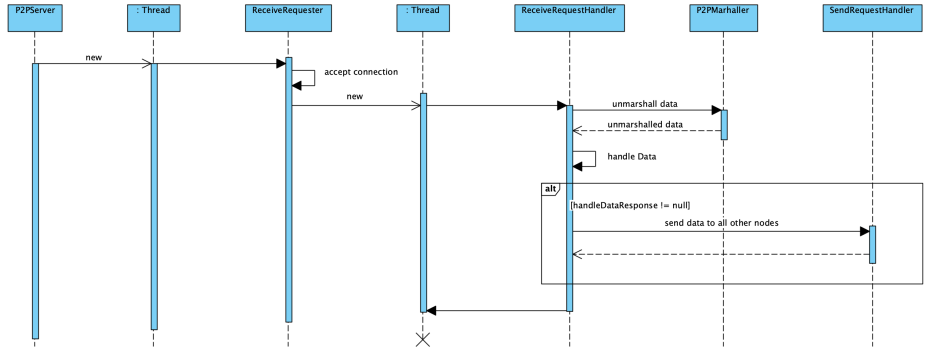 P2PServer
: Thread
ReceiveRequester
: Thread
ReceiveRequestHandler
P2PMarhaller
SendRequestHandler
new
accept connection
new
unmarshall data
unmarshalled data
handle Data
alt
[handleDataResponse != null]
send data to all other nodes